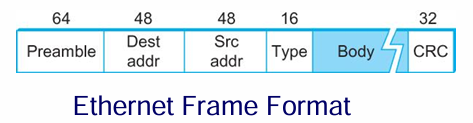 64 48 48 16 32
Preamble Dest addr Src addr Type Body CRC
Ethernet Frame Format